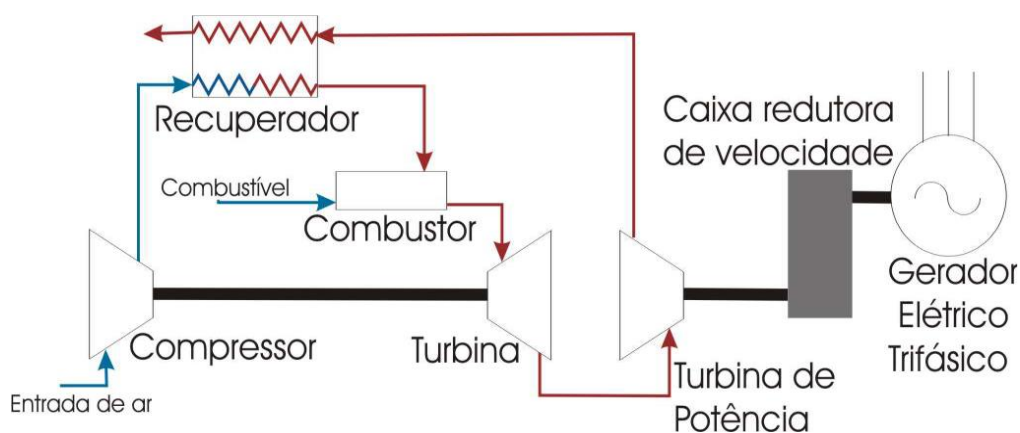 Recuperador
Caixa redutora
de velocidade
Combustível
Combustor
Gerador
Elétrico
Trifásico
Compressor
Turbina
Turbina de
Potência
Entrada de ar